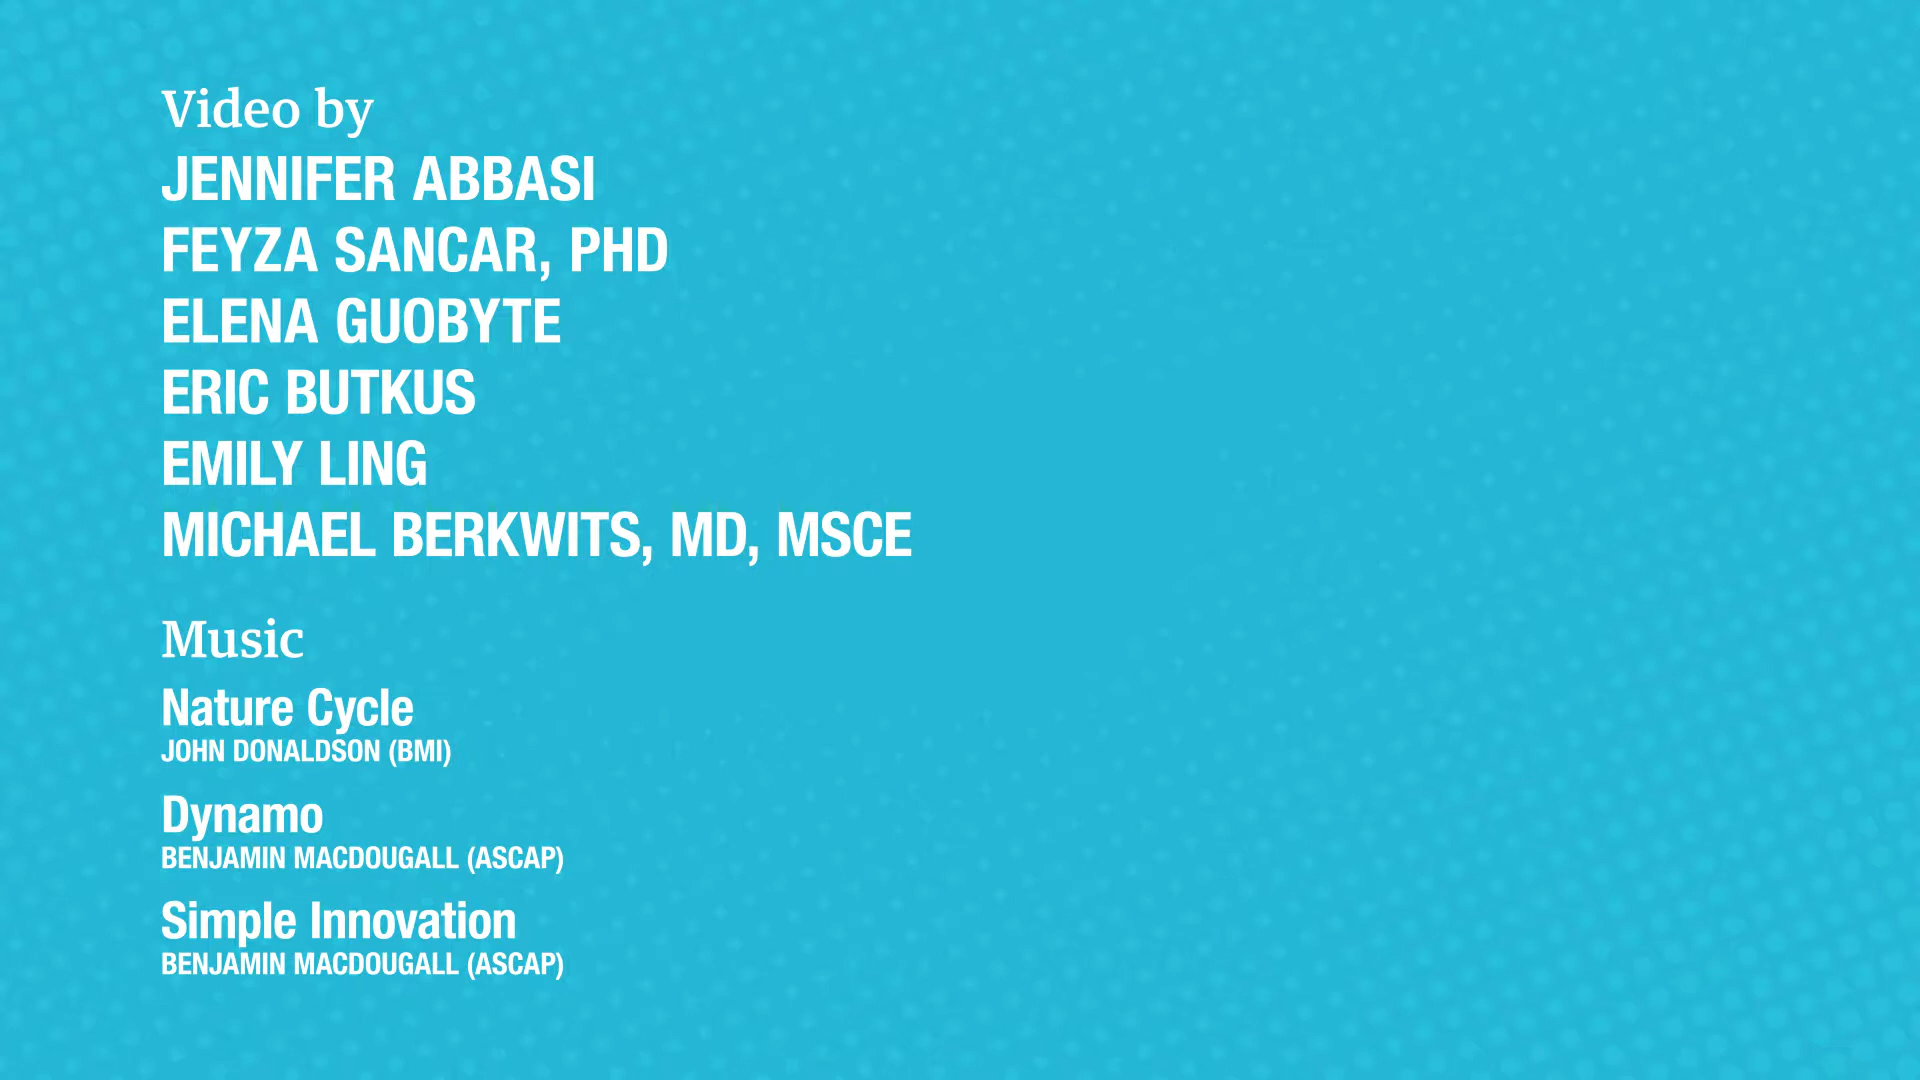 Video by
JENNIFER ABBASI
FEYZA SANCAR, PHD
ELENA GUOBYTE
ERIC BUTKUS
EMILY LING
MICHAEL BERKWITS, MD, MSCE
Music
Nature Cycle
JOHN DONALDSON (BMI)
Dynamo
BENJAMIN MACDOUGALL (ASCAP)
Simple Innovation
BENJAMIN MACDOUGALL (ASCAP)